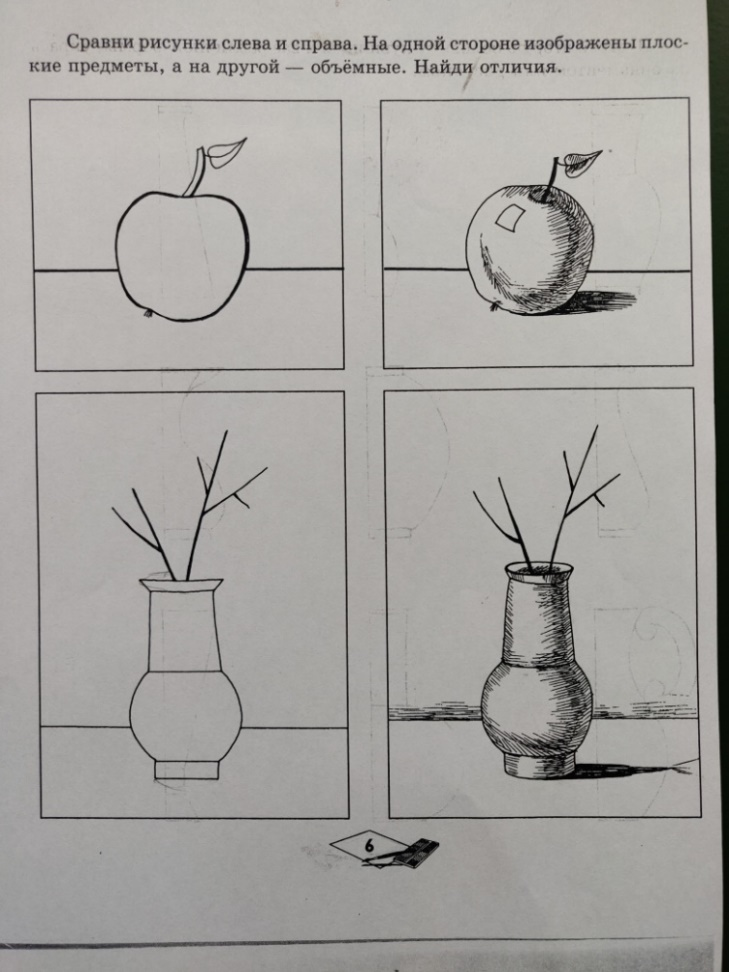 Сравни рисунки слева и справа. На одной стороне изображены плос-
кие предметы, а на другой — объёмные. Найди отличия.
6